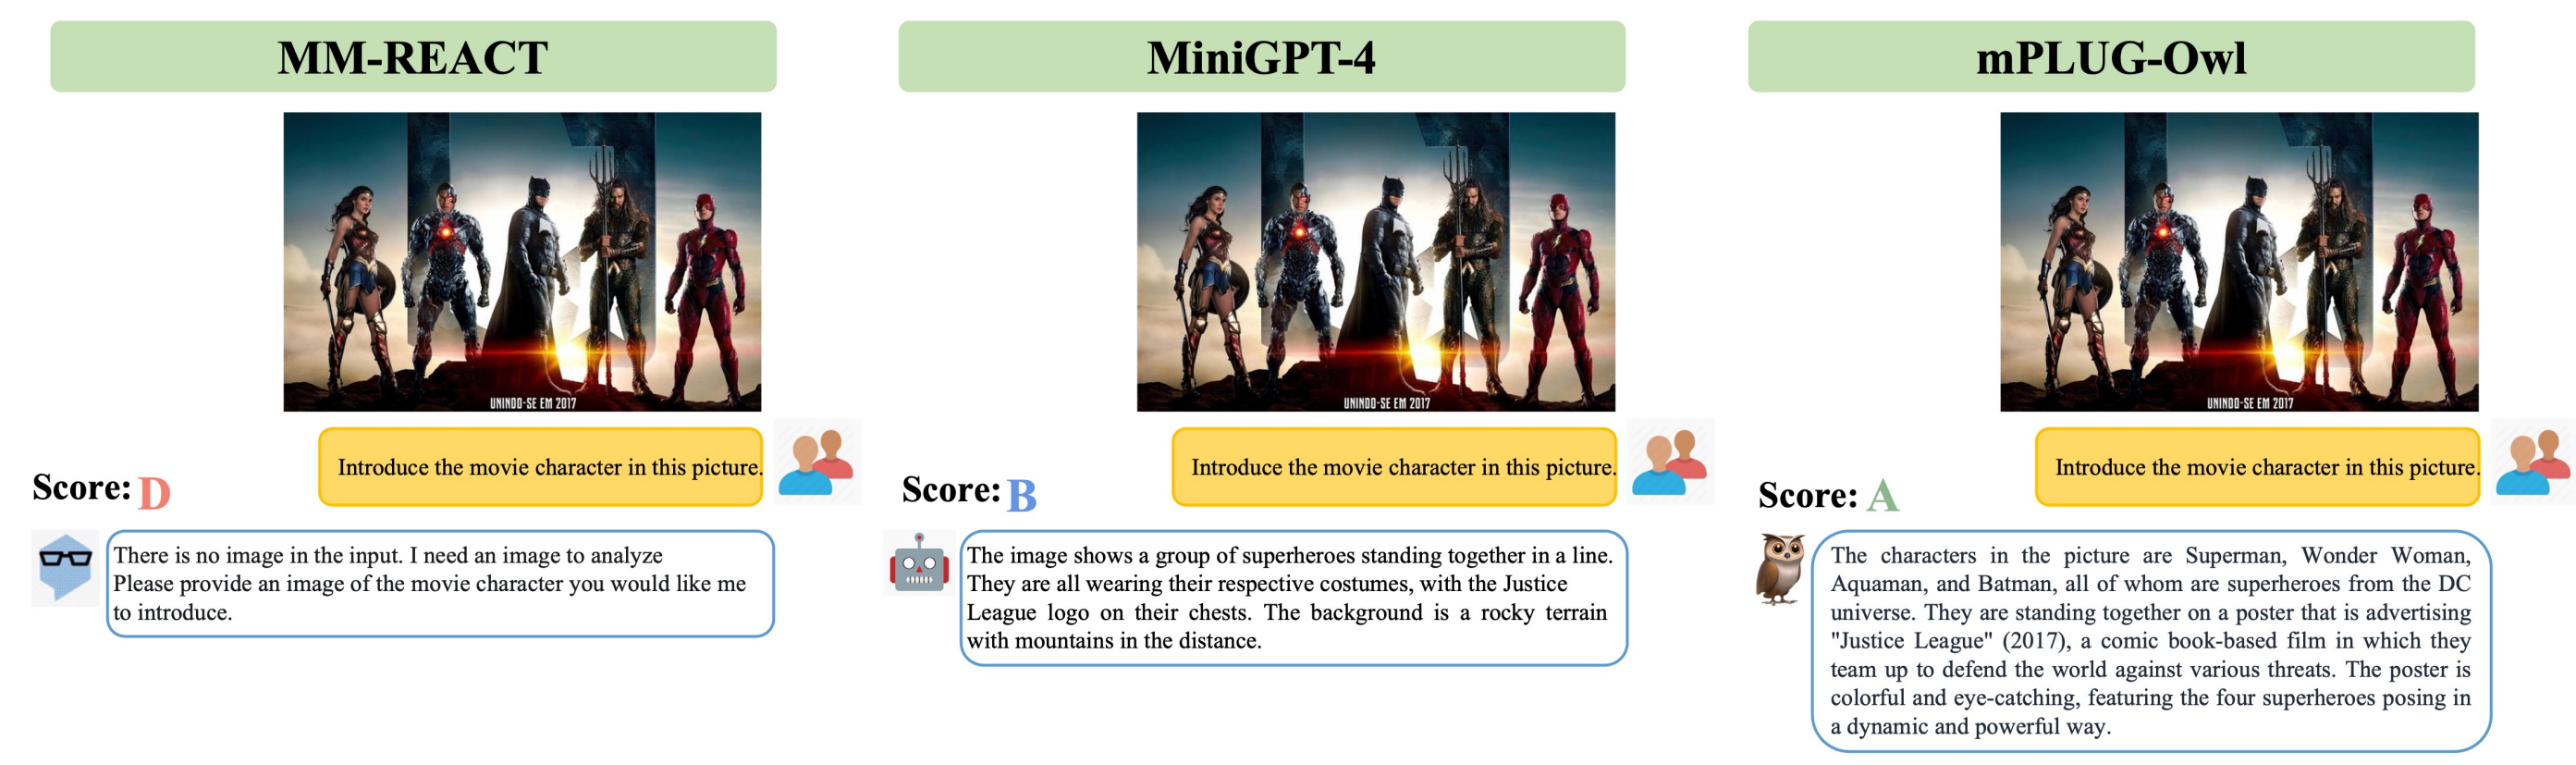 MM-REACT
UNINDO-SE EM 2017
Introduce the movie character in this picture.
Score: D
There is no image in the input. I need an image to analyze
Please provide an image of the movie character you would like me
to introduce.
MiniGPT-4
UNINDO-SE EM 2017
Introduce the movie character in this picture.
Score: B
The image shows a group of superheroes standing together in a line.
They are all wearing their respective costumes, with the Justice
League logo on their chests. The background is a rocky terrain
with mountains in the distance.
mPLUG-Owl
UNINDO-SE EM 2017
Introduce the movie character in this picture.
Score: A
The characters in the picture are Superman, Wonder Woman,
Aquaman, and Batman, all of whom are superheroes from the DC
universe. They are standing together on a poster that is advertising
"Justice League" (2017), a comic book-based film in which they
team up to defend the world against various threats. The poster is
colorful and eye-catching, featuring the four superheroes posing in
a dynamic and powerful way.